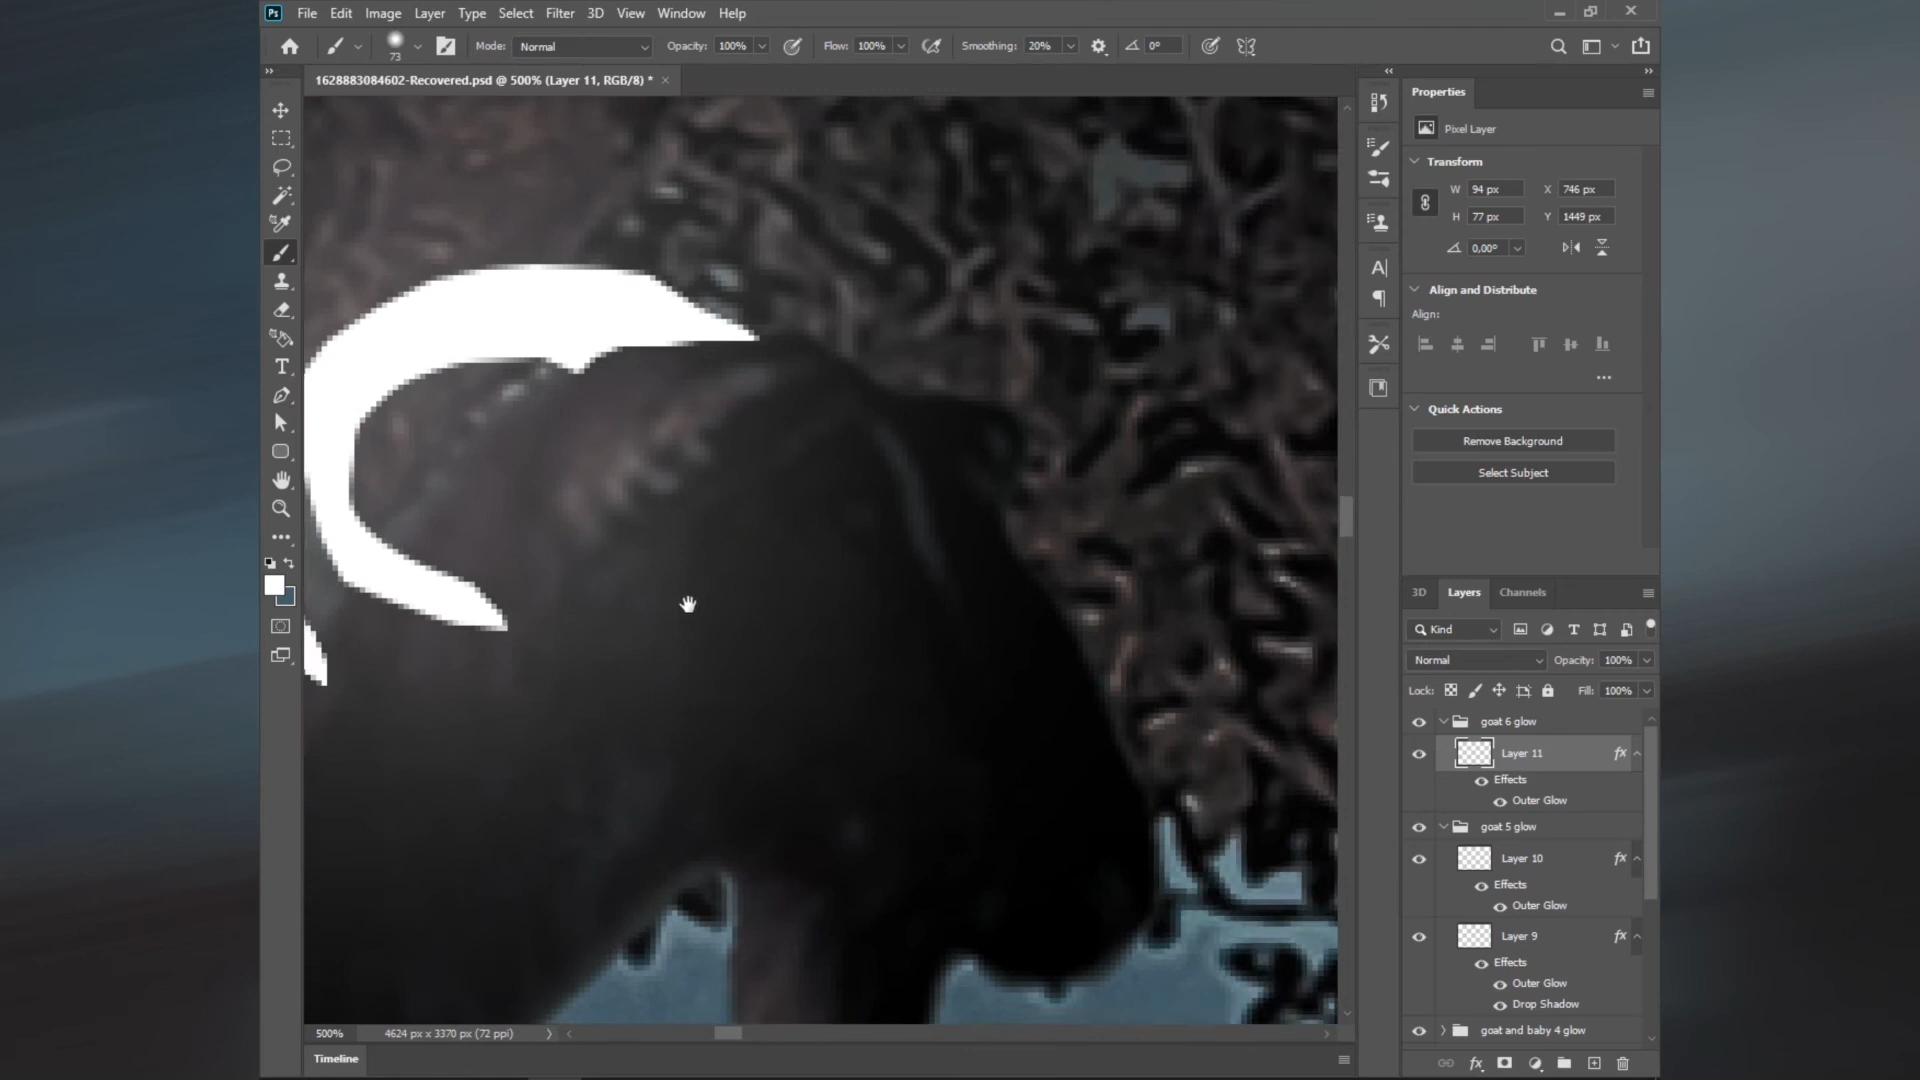 Ps File Edit Image Layer Type Select Filter 3D View Window Help
73 Mode: Normal Opacity: 100% Flow: 100% Smoothing: 20% 0°
1628883084602-Recovered.psd @ 500% (Layer 11, RGB/8) *
Properties
Pixel Layer
Transform
W 94 px X 746 px
H 77 px Y 1449 px
0,00°
Align and Distribute
Align:
Quick Actions
Remove Background
Select Subject
3D Layers Channels
Kind
Normal Opacity: 100%
Lock: Fill: 100%
goat 6 glow
Layer 11 fx
Effects
Outer Glow
goat 5 glow
Layer 10 fx
Effects
Outer Glow
Layer 9 fx
Effects
Outer Glow
Drop Shadow
goat and baby 4 glow
fx
500% 4624 px x 3370 px (72 ppi)
Timeline